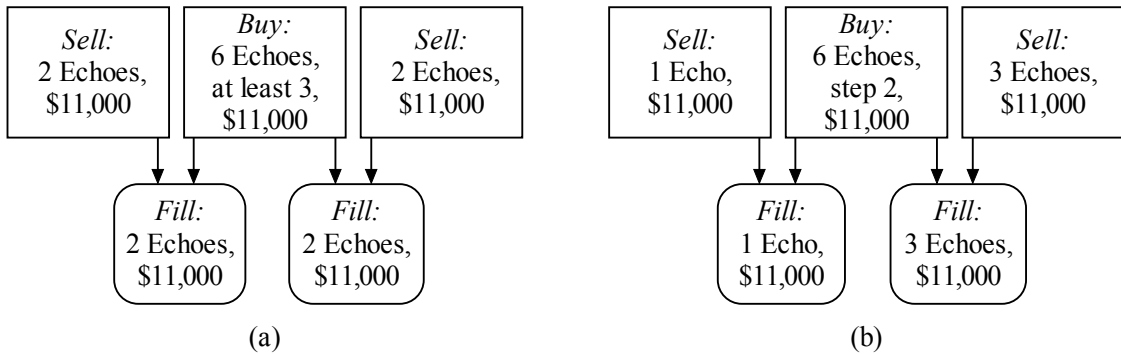 Sell:
2 Echoes,
$11,000
Buy:
6 Echoes,
at least 3,
$11,000
Sell:
2 Echoes,
$11,000
Fill:
2 Echoes,
$11,000
Fill:
2 Echoes,
$11,000
(a)
Sell:
1 Echo,
$11,000
Buy:
6 Echoes,
step 2,
$11,000
Sell:
3 Echoes,
$11,000
Fill:
1 Echo,
$11,000
Fill:
3 Echoes,
$11,000
(b)